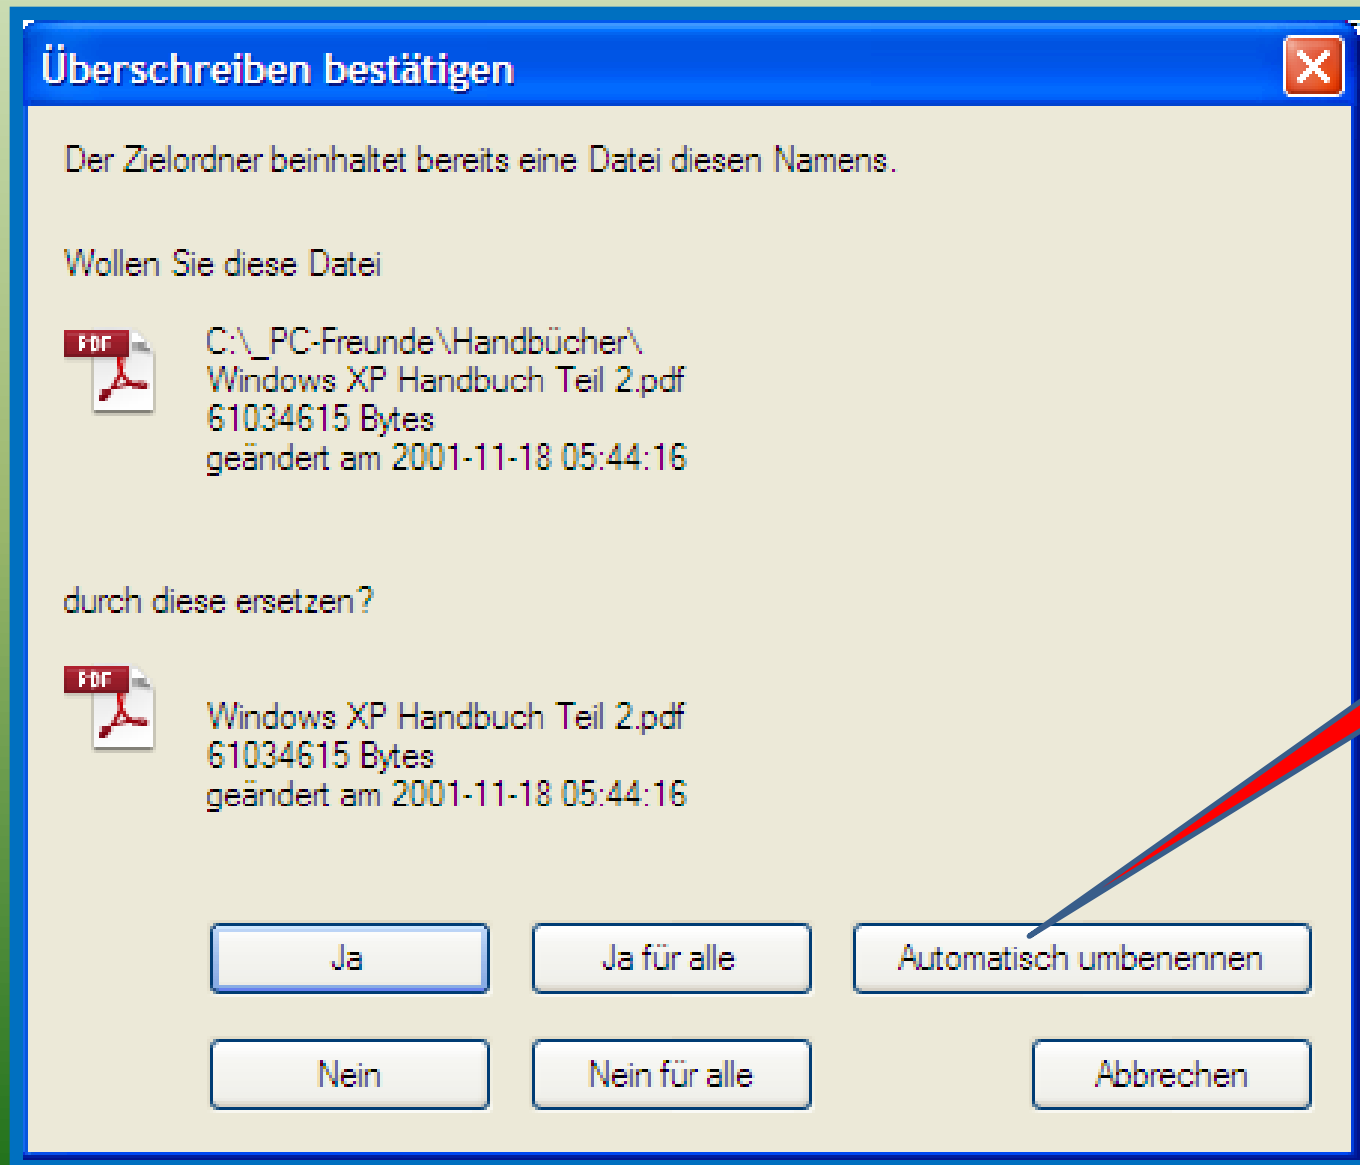 Überschreiben bestätigen
Der Zielordner beinhaltet bereits eine Datei diesen Namens.
Wollen Sie diese Datei
PDF
C:\_PC-Freunde\Handbücher\
Windows XP Handbuch Teil 2.pdf
61034615 Bytes
geändert am 2001-11-18 05:44:16
durch diese ersetzen?
PDF
Windows XP Handbuch Teil 2.pdf
61034615 Bytes
geändert am 2001-11-18 05:44:16
Ja
Ja für alle
Automatisch umbenennen
Nein
Nein für alle
Abbrechen